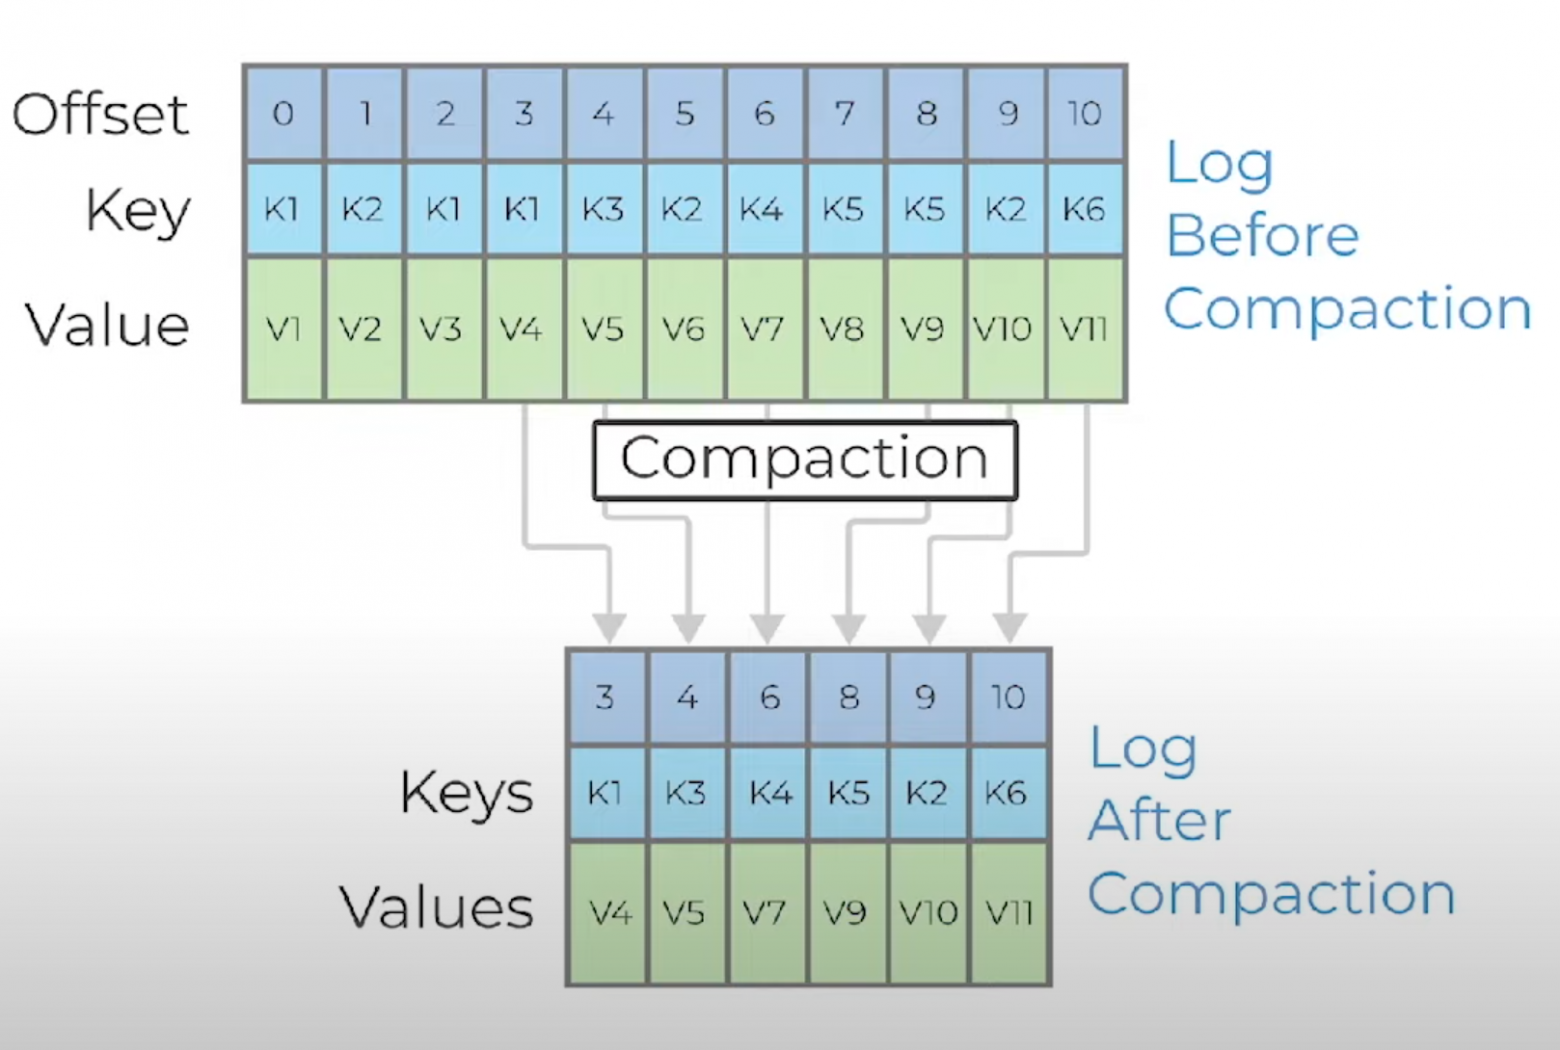 Offset 0 1 2 3 4 5 6 7 8 9 10
Key K1 K2 K1 K1 K3 K2 K4 K5 K5 K2 K6
Value V1 V2 V3 V4 V5 V6 V7 V8 V9 V10 V11
Log
Before
Compaction
Compaction
3 4 6 8 9 10
Keys K1 K3 K4 K5 K2 K6
Values V4 V5 V7 V9 V10 V11
Log
After
Compaction